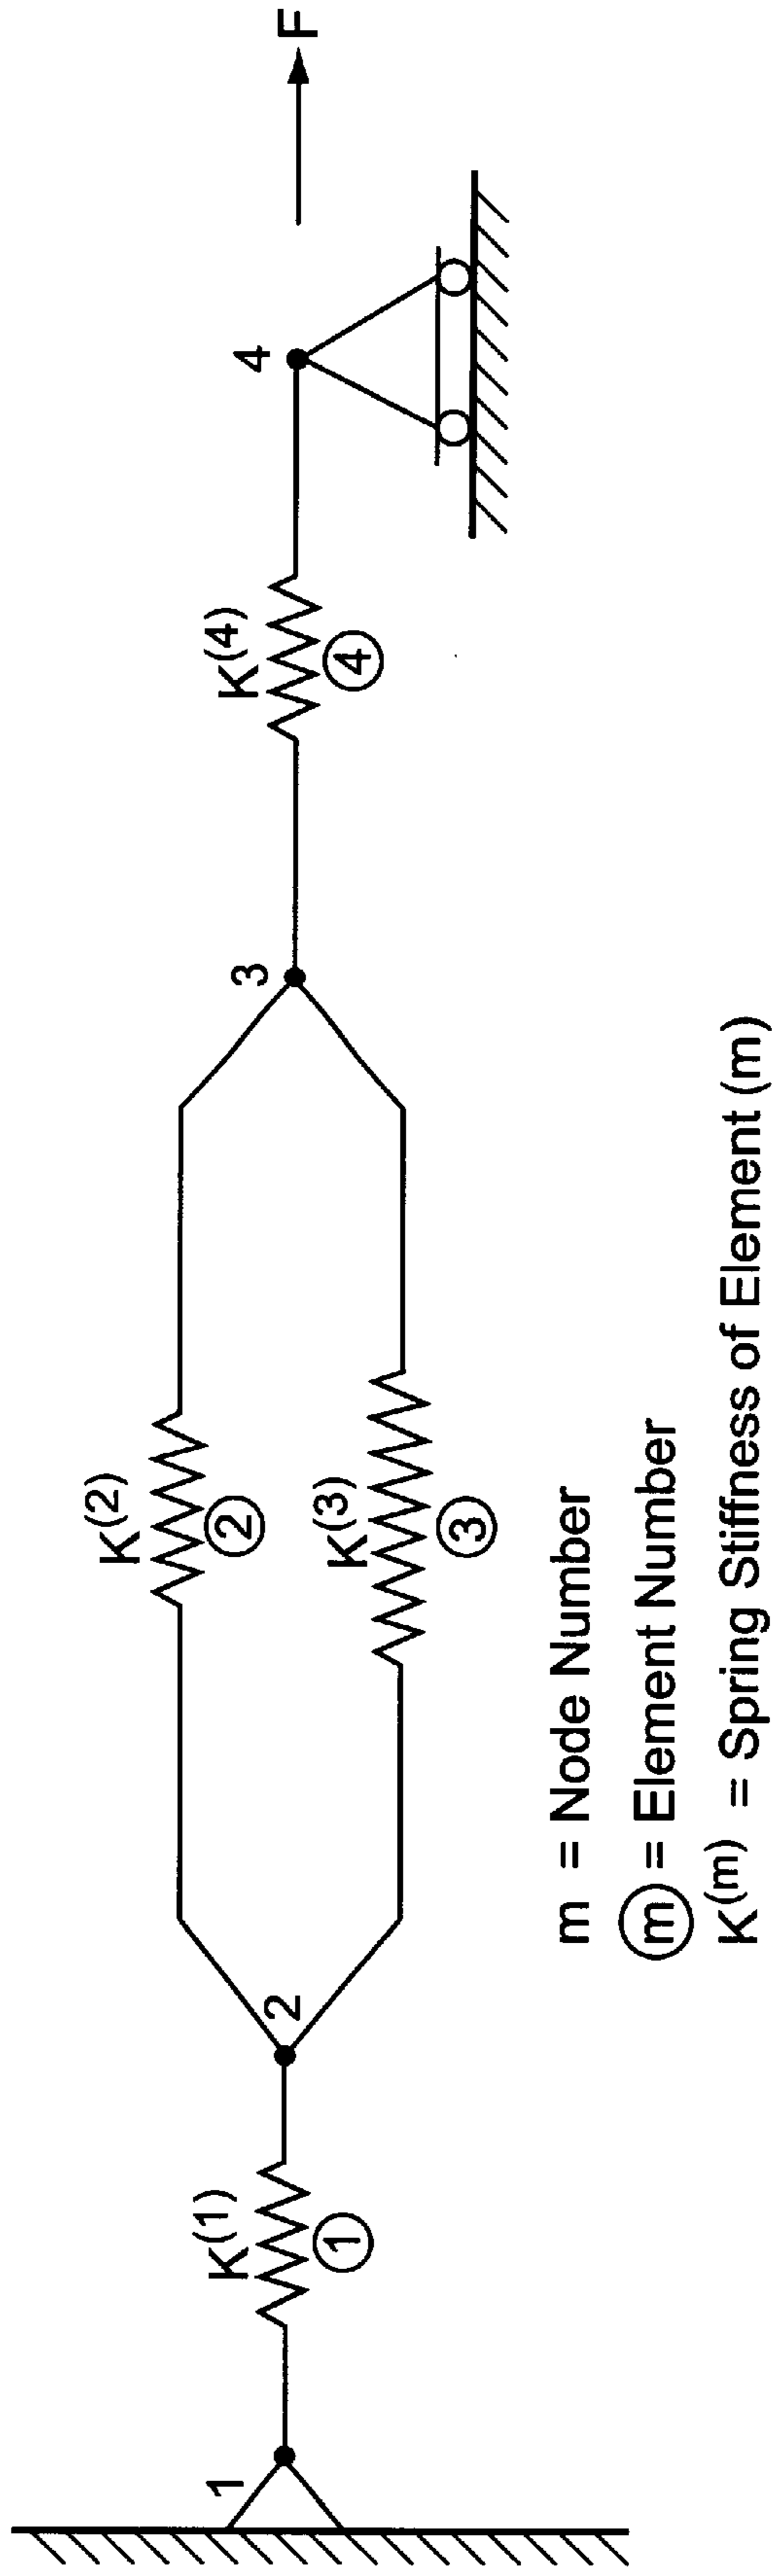 1
K(1)
1
2
K(2)
2
K(3)
3
3
K(4)
4
4
F
m = Node Number
m = Element Number
K(m) = Spring Stiffness of Element (m)